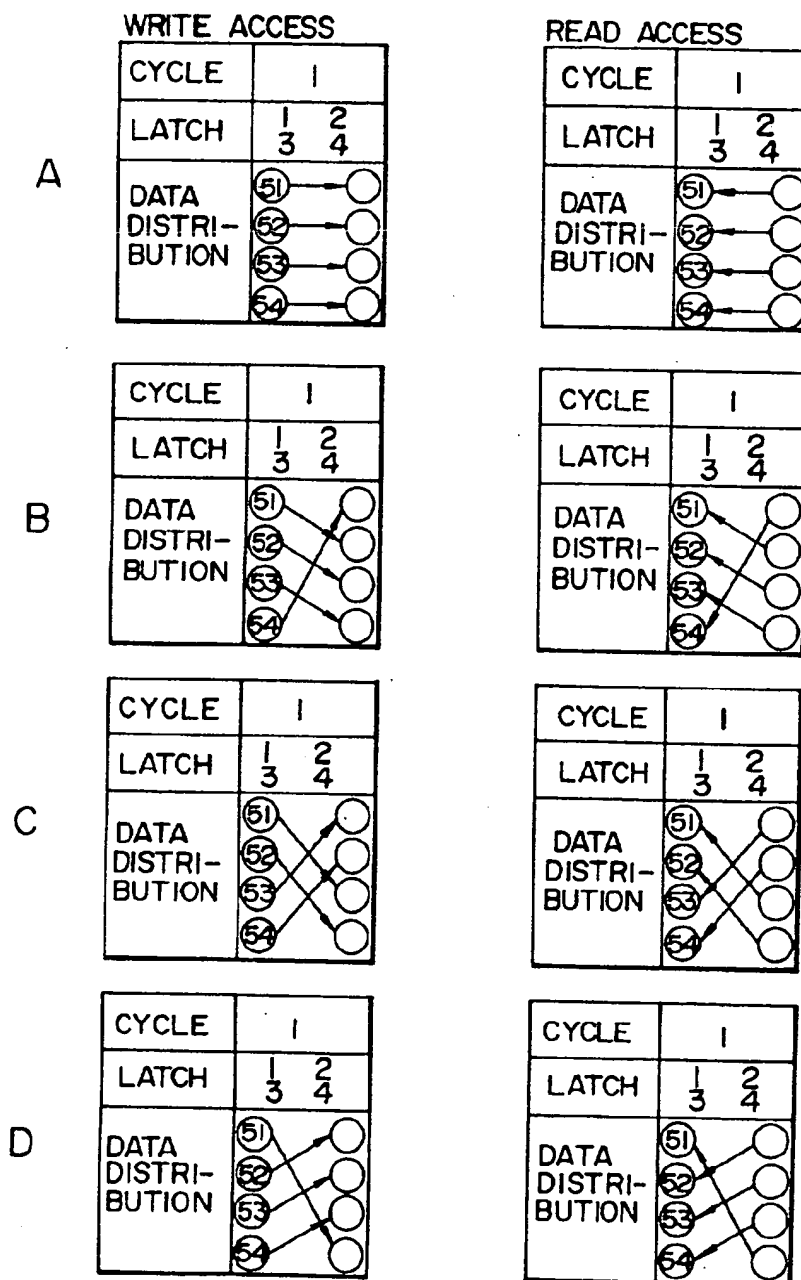 WRITE ACCESS
CYCLE 1
LATCH 1 2
3 4
A
DATA
DISTRI-
BUTION
51
52
53
54
READ ACCESS
CYCLE 1
LATCH 1 2
3 4
DATA
DISTRI-
BUTION
51
52
53
54
B
CYCLE 1
LATCH 1 2
3 4
DATA
DISTRI-
BUTION
51
52
53
54
CYCLE 1
LATCH 1 2
3 4
DATA
DISTRI-
BUTION
51
52
53
54
C
CYCLE 1
LATCH 1 2
3 4
DATA
DISTRI-
BUTION
51
52
53
54
CYCLE 1
LATCH 1 2
3 4
DATA
DISTRI-
BUTION
51
52
53
54
D
CYCLE 1
LATCH 1 2
3 4
DATA
DISTRI-
BUTION
51
52
53
54
CYCLE 1
LATCH 1 2
3 4
DATA
DISTRI-
BUTION
51
52
53
54